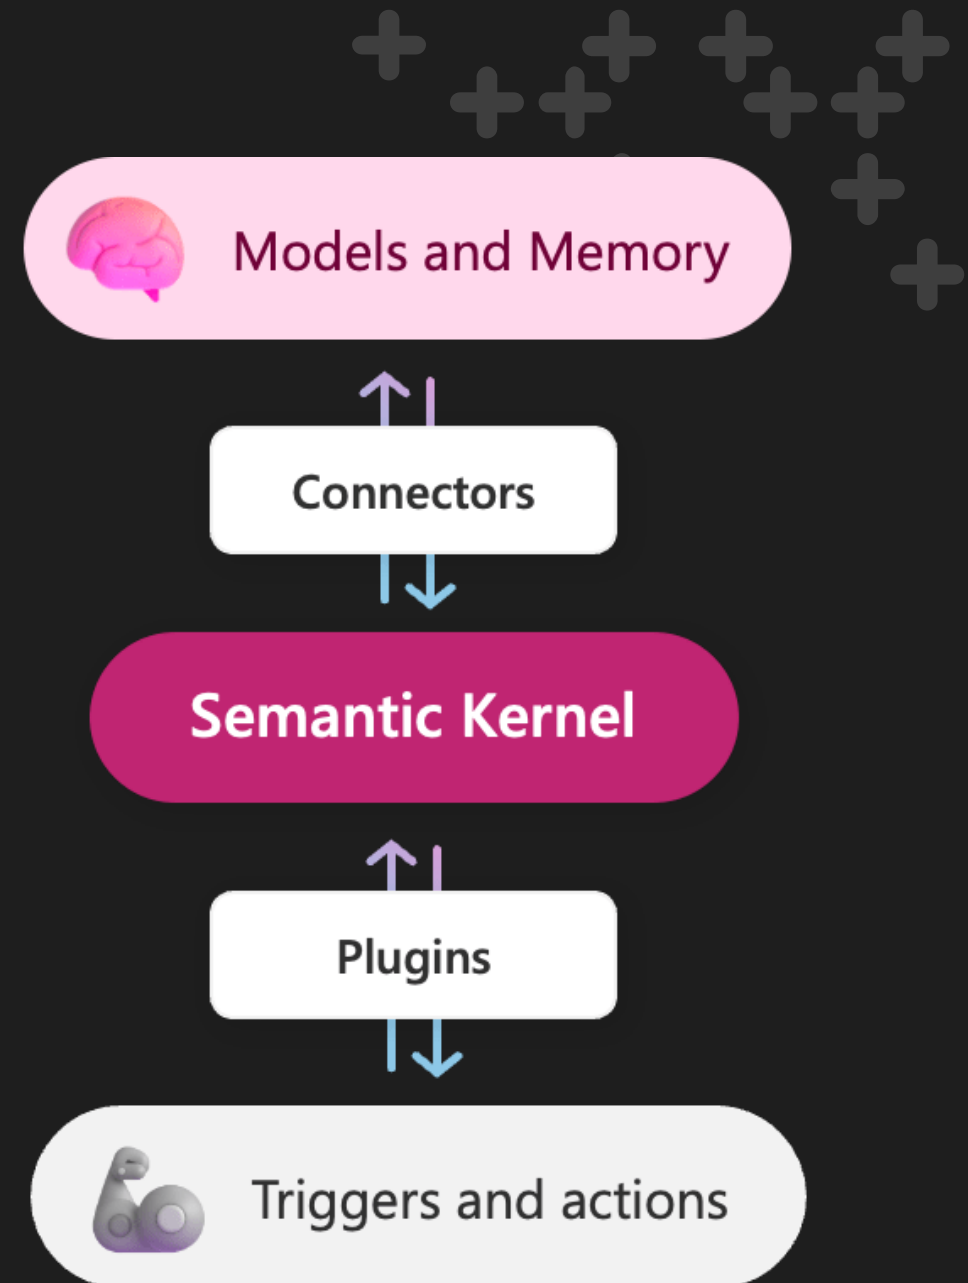 Models and Memory
Connectors
Semantic Kernel
Plugins
Triggers and actions